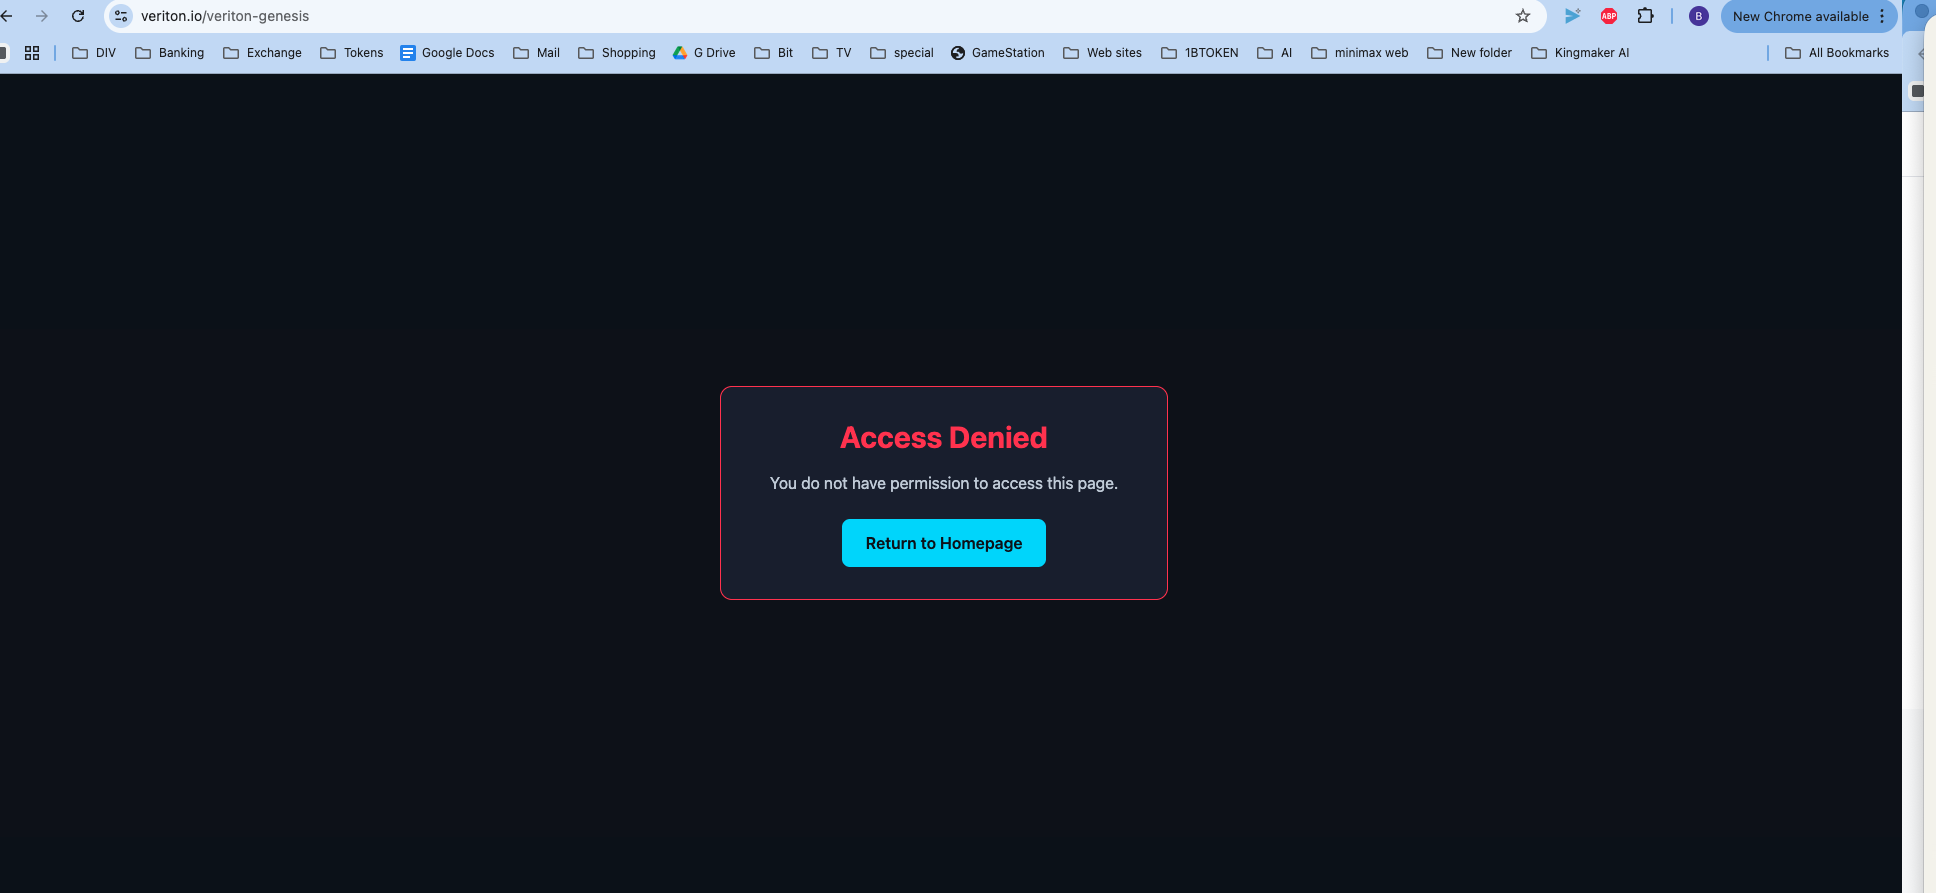 veriton.io/veriton-genesis
ABP
B
New Chrome available
DIV
Banking
Exchange
Tokens
Google Docs
Mail
Shopping
G Drive
Bit
TV
special
GameStation
Web sites
1BTOKEN
AI
minimax web
New folder
Kingmaker AI
All Bookmarks
Access Denied
You do not have permission to access this page.
Return to Homepage